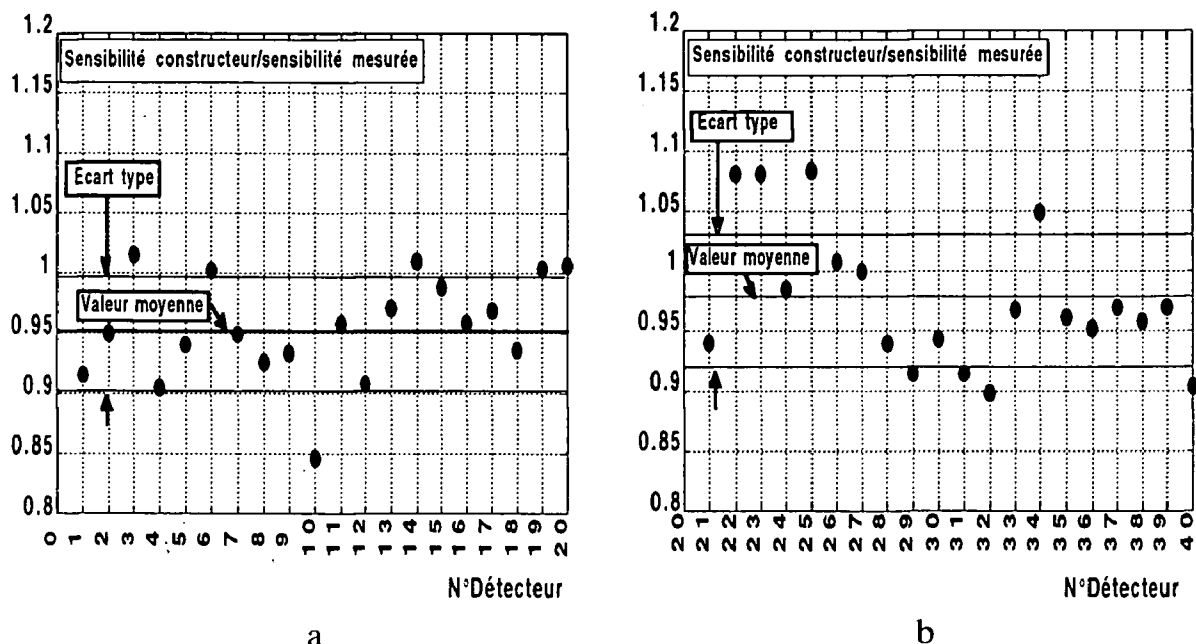 1.2
Sensibilité constructeur/sensibilité mesurée
1.15
1.1
Ecart type
1.05
1
Valeur moyenne
0.95
0.9
0.85
0.8
0 1 2 3 4 5 6 7 8 9 10 11 12 13 14 15 16 17 18 19 20
N°Détecteur
a
1.2
Sensibilité constructeur/sensibilité mesurée
1.15
Ecart type
1.1
1.05
1
Valeur moyenne
0.95
0.9
0.85
0.8
20 21 22 23 24 25 26 27 28 29 30 31 32 33 34 35 36 37 38 39 40
N°Détecteur
b